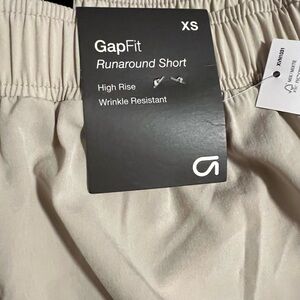 XS
GapFit
Runaround Short
High Rise
Wrinkle Resistant